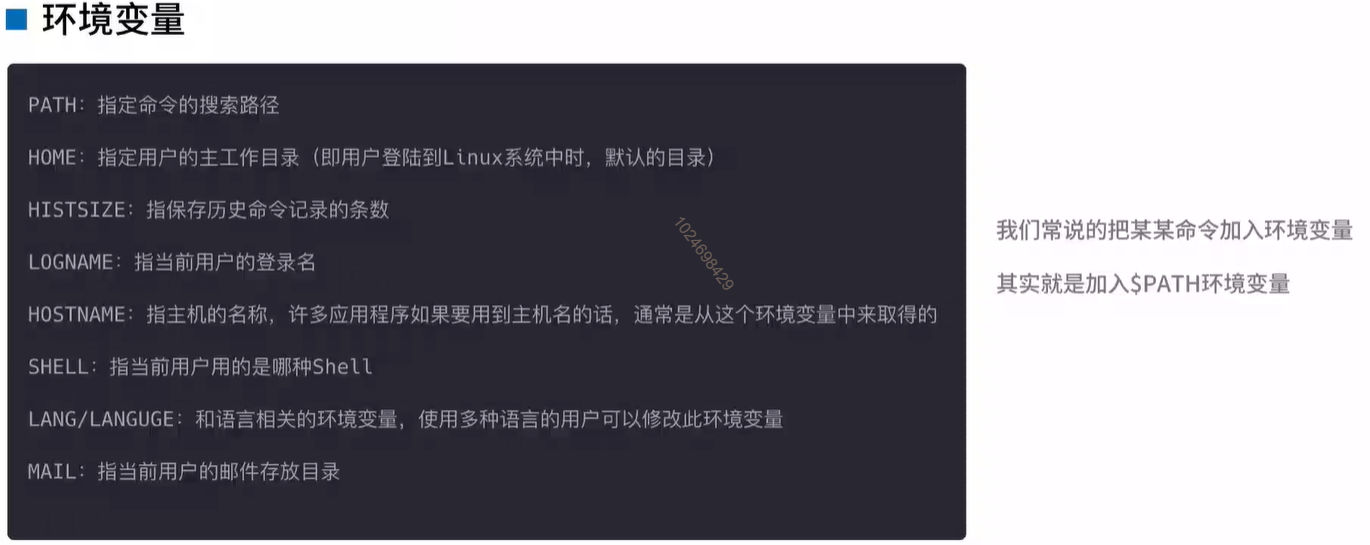 环境变量
PATH: 指定命令的搜索路径
HOME: 指定用户的主工作目录（即用户登陆到Linux系统中时，默认的目录）
HISTSIZE: 指保存历史命令记录的条数
LOGNAME: 指当前用户的登录名
HOSTNAME: 指主机的名称，许多应用程序如果要用到主机名的话，通常是从这个环境变量中来取得的
SHELL: 指当前用户用的是哪种Shell
LANG/LANGUGE: 和语言相关的环境变量，使用多种语言的用户可以修改此环境变量
MAIL: 指当前用户的邮件存放目录
1024698429
我们常说的把某某命令加入环境变量
其实就是加入$PATH环境变量